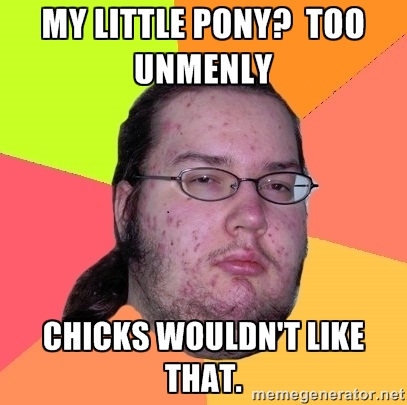 MY LITTLE PONY?  TOO
UNMENLY
CHICKS WOULDN'T LIKE
THAT.
memegenerator.net